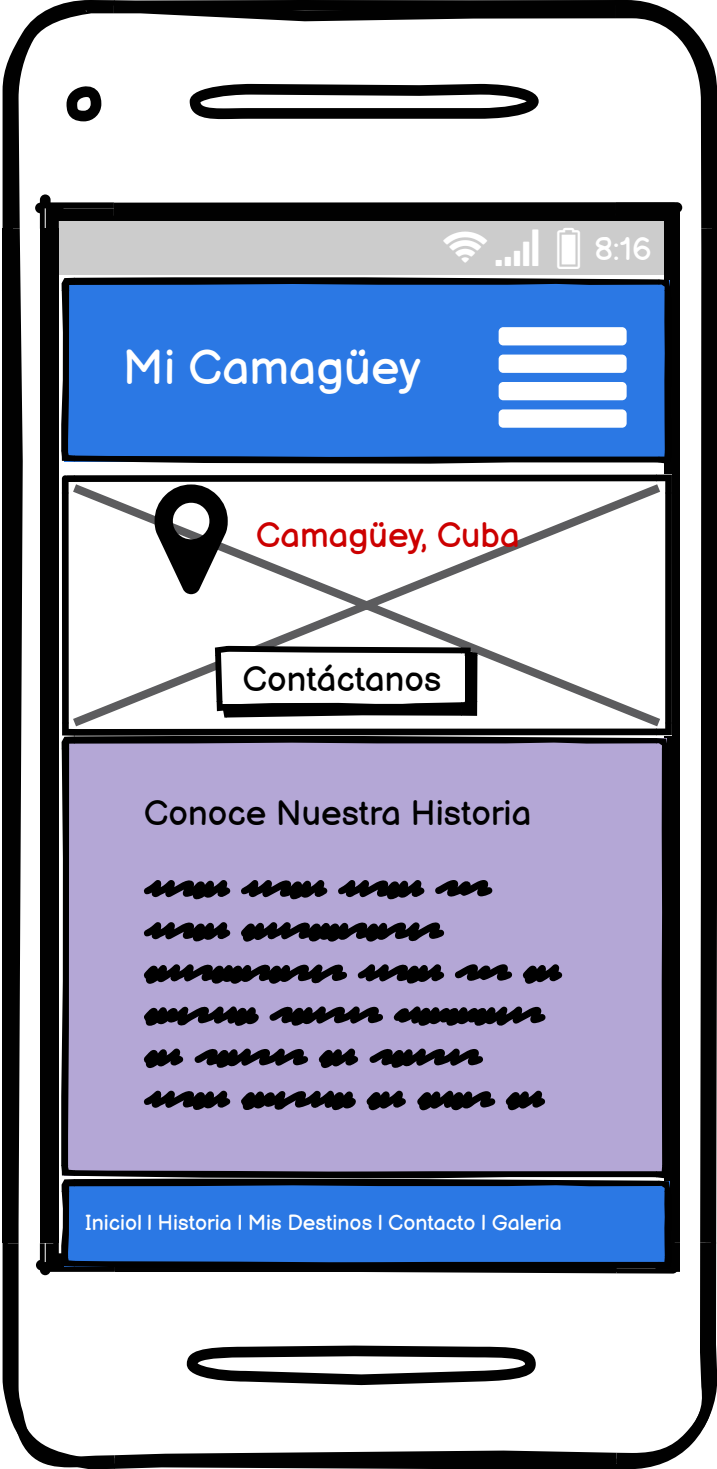 8:16
Mi Camagüey
Camagüey, Cuba
Contáctanos
Conoce Nuestra Historia
Iniciol l Historia l Mis Destinos l Contacto l Galeria